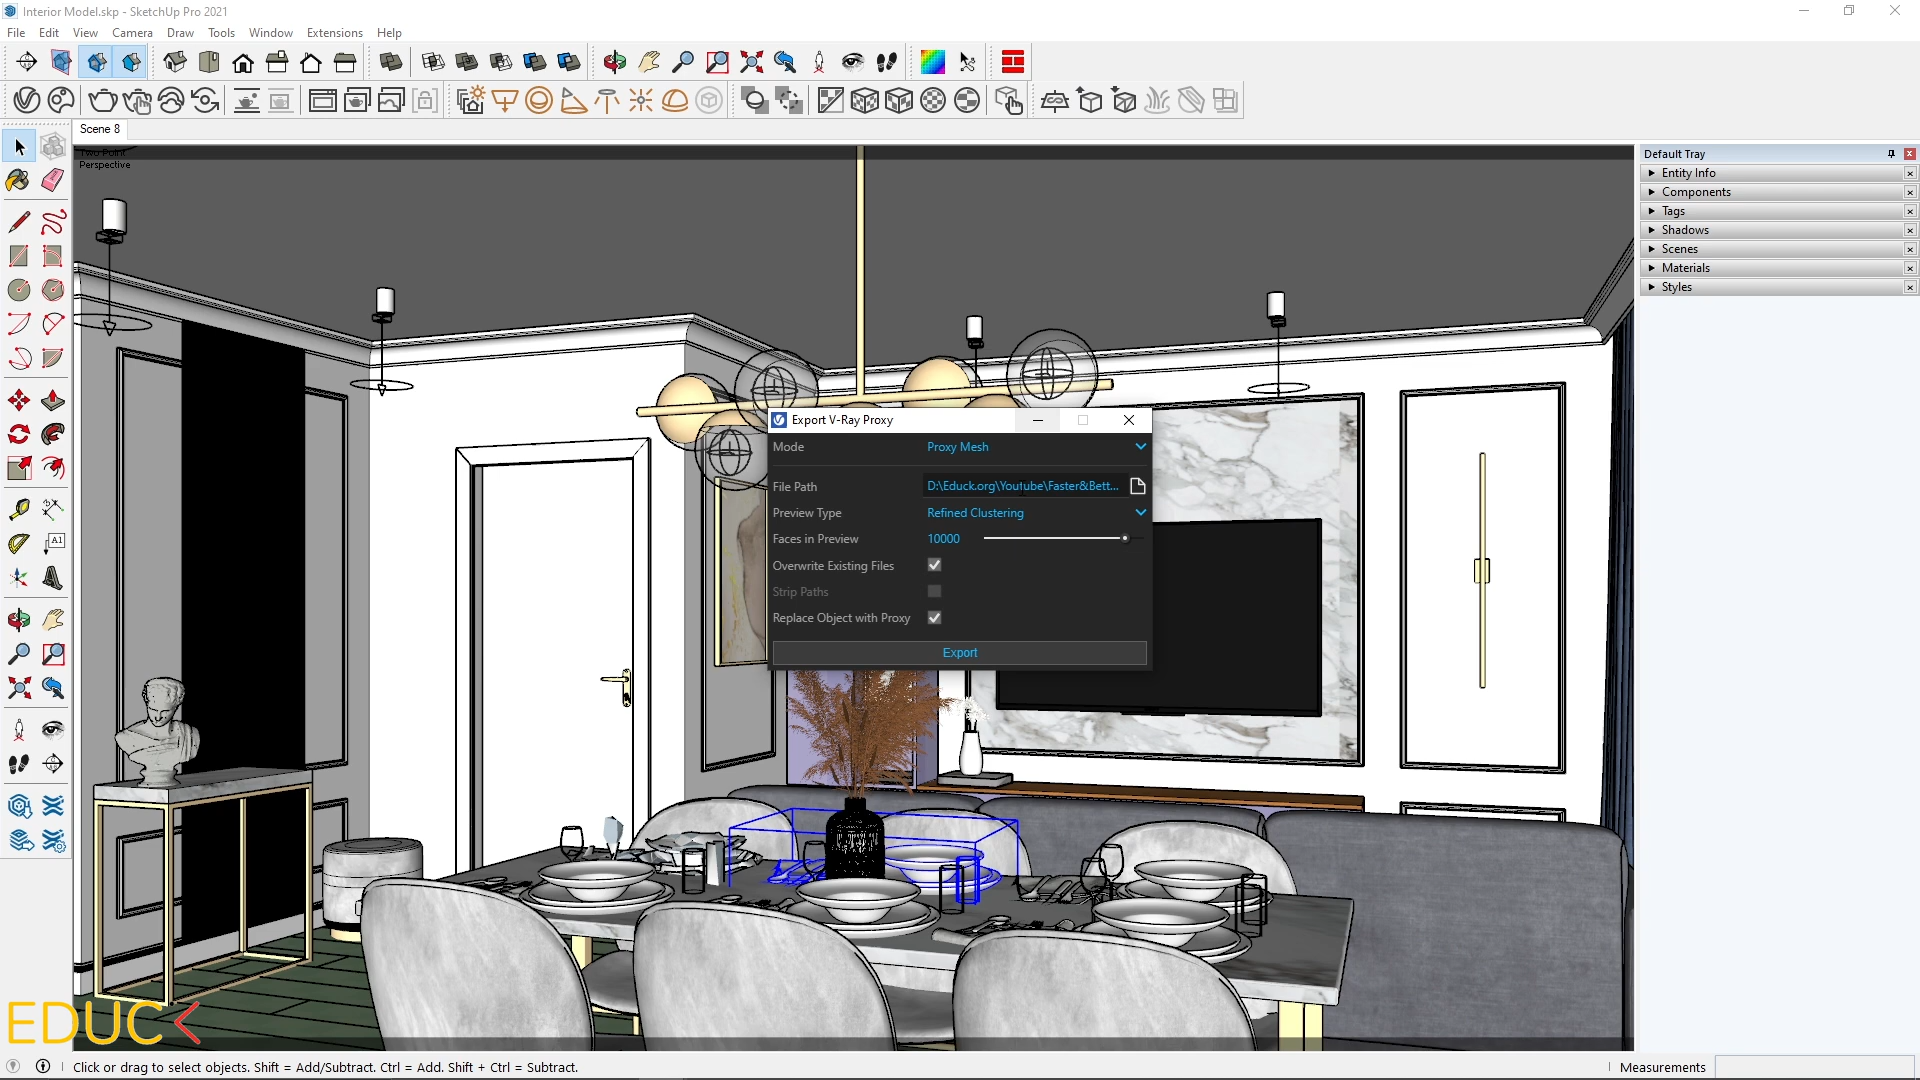 Interior Model.skp - SketchUp Pro 2021
File Edit View Camera Draw Tools Window Extensions Help
Scene 8
Two Point
Perspective
A1
Default Tray
Entity Info
Components
Tags
Shadows
Scenes
Materials
Styles
Export V-Ray Proxy
Mode Proxy Mesh
File Path D:\Educk.org\Youtube\Faster&Bett...
Preview Type Refined Clustering
Faces in Preview 10000
Overwrite Existing Files
Strip Paths
Replace Object with Proxy
Export
EDUCK
Click or drag to select objects. Shift = Add/Subtract. Ctrl = Add. Shift + Ctrl = Subtract.
Measurements